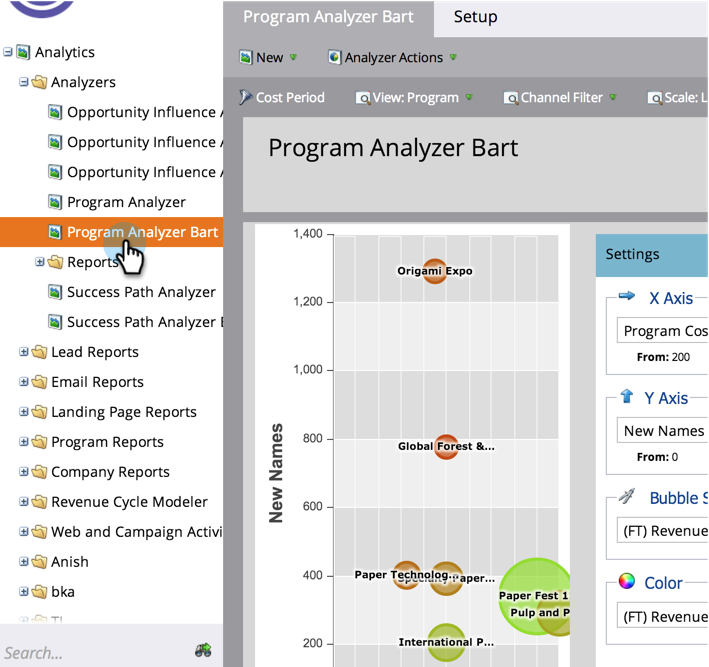 Program Analyzer Bart
Setup
New
Analyzer Actions
Cost Period
View: Program
Channel Filter
Scale: L
Analytics
Analyzers
Opportunity Influence A
Opportunity Influence A
Opportunity Influence A
Program Analyzer
Program Analyzer Bart
Reports
Success Path Analyzer
Success Path Analyzer B
Lead Reports
Email Reports
Landing Page Reports
Program Reports
Company Reports
Revenue Cycle Modeler
Web and Campaign Activi
Anish
bka
Search...
Program Analyzer Bart
New Names
1,400
1,200
1,000
800
600
400
200
Origami Expo
Global Forest &...
Paper Technolog...
Paper...
Paper Fest 1
Pulp and P
International P...
Settings
X Axis
Program Cos
From: 200
Y Axis
New Names
From: 0
Bubble S
(FT) Revenue
Color
(FT) Revenue